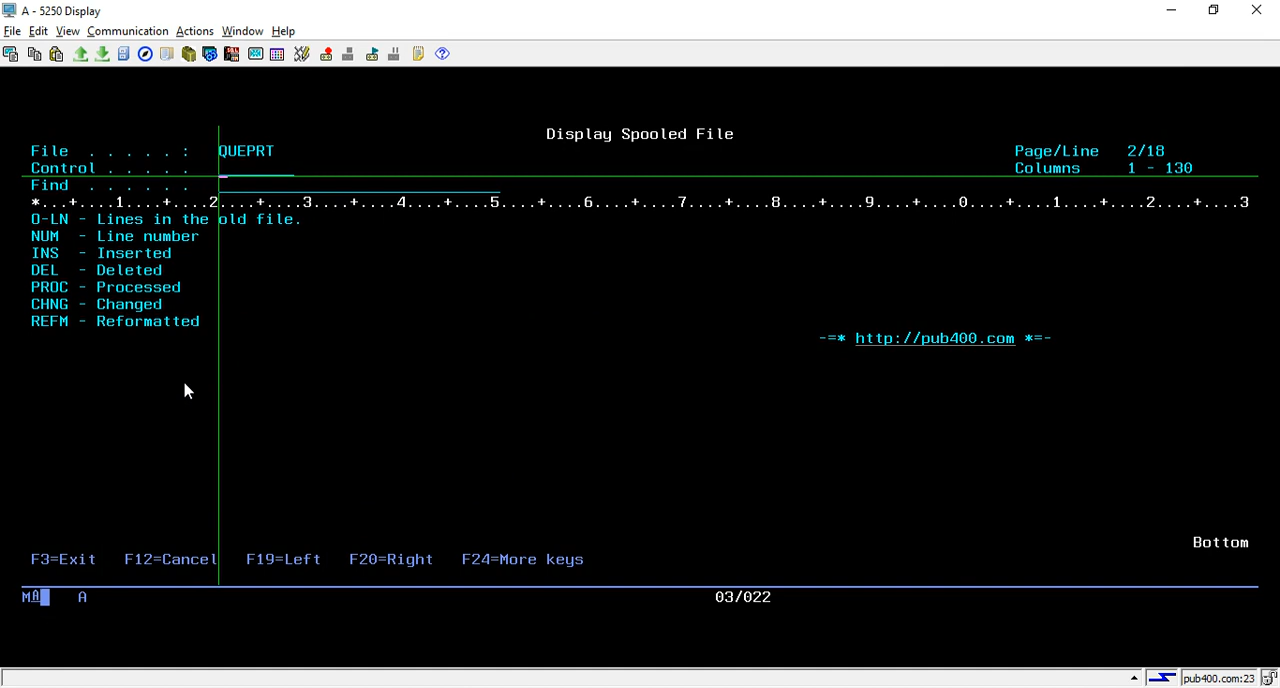 A - 5250 Display
File Edit View Communication Actions Window Help
Display Spooled File
File . . . . . : QUEPRT Page/Line 2/18
Control . . . . . Columns 1 - 130
Find . . . . . .
*...+....1....+....2....+....3....+....4....+....5....+....6....+....7....+....8....+....9....+....0....+....1....+....2....+....3
O-LN - Lines in the old file.
NUM - Line number
INS - Inserted
DEL - Deleted
PROC - Processed
CHNG - Changed
REFM - Reformatted
-=* http://pub400.com *=-
Bottom
F3=Exit F12=Cancel F19=Left F20=Right F24=More keys
MA A 03/022
pub400.com:23